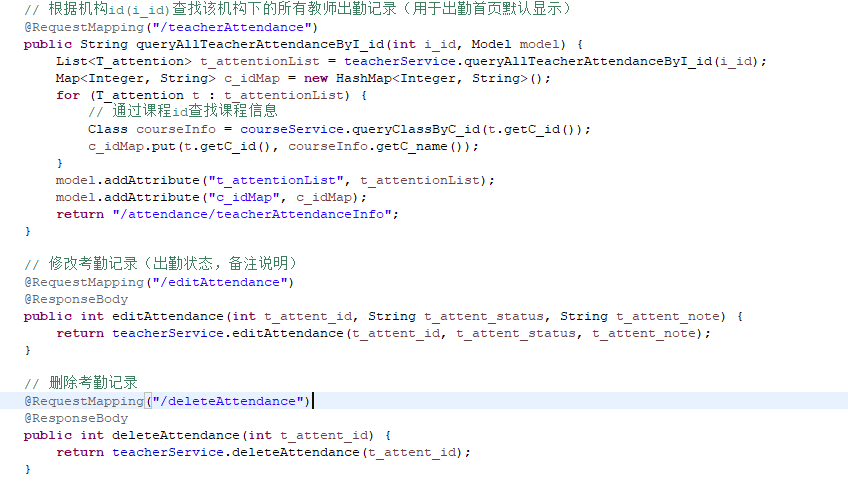 // 根据机构id(i_id)查找该机构下的所有教师出勤记录（用于出勤首页默认显示）
@RequestMapping("/teacherAttendance")
public String queryAllTeacherAttendanceByI_id(int i_id, Model model) {
List<T_attention> t_attentionList = teacherService.queryAllTeacherAttendanceByI_id(i_id);
Map<Integer, String> c_idMap = new HashMap<Integer, String>();
for (T_attention t : t_attentionList) {
// 通过课程id查找课程信息
Class courseInfo = courseService.queryClassByC_id(t.getC_id());
c_idMap.put(t.getC_id(), courseInfo.getC_name());
}
model.addAttribute("t_attentionList", t_attentionList);
model.addAttribute("c_idMap", c_idMap);
return "/attendance/teacherAttendanceInfo";
}
// 修改考勤记录（出勤状态，备注说明）
@RequestMapping("/editAttendance")
@ResponseBody
public int editAttendance(int t_attent_id, String t_attent_status, String t_attent_note) {
return teacherService.editAttendance(t_attent_id, t_attent_status, t_attent_note);
}
// 删除考勤记录
@RequestMapping("/deleteAttendance")
@ResponseBody
public int deleteAttendance(int t_attent_id) {
return teacherService.deleteAttendance(t_attent_id);
}